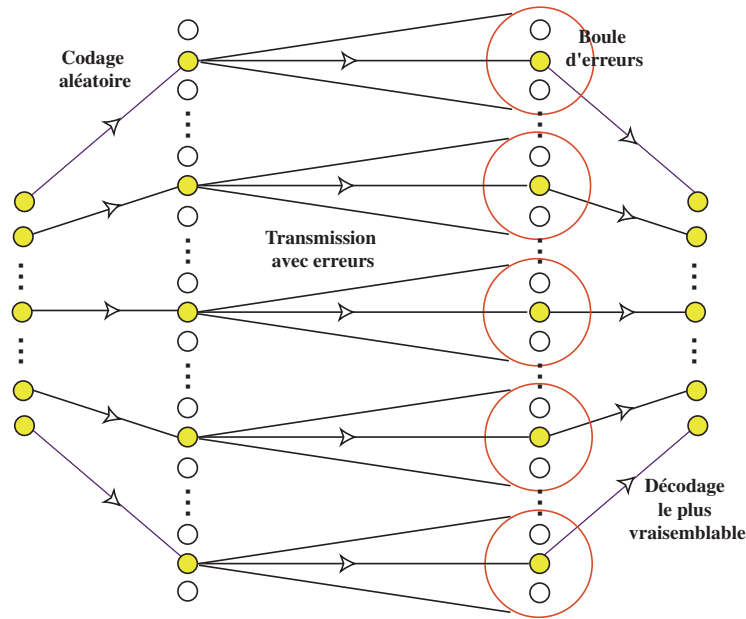 Codage
aléatoire
Boule
d'erreurs
Transmission
avec erreurs
Décodage
le plus
vraisemblable